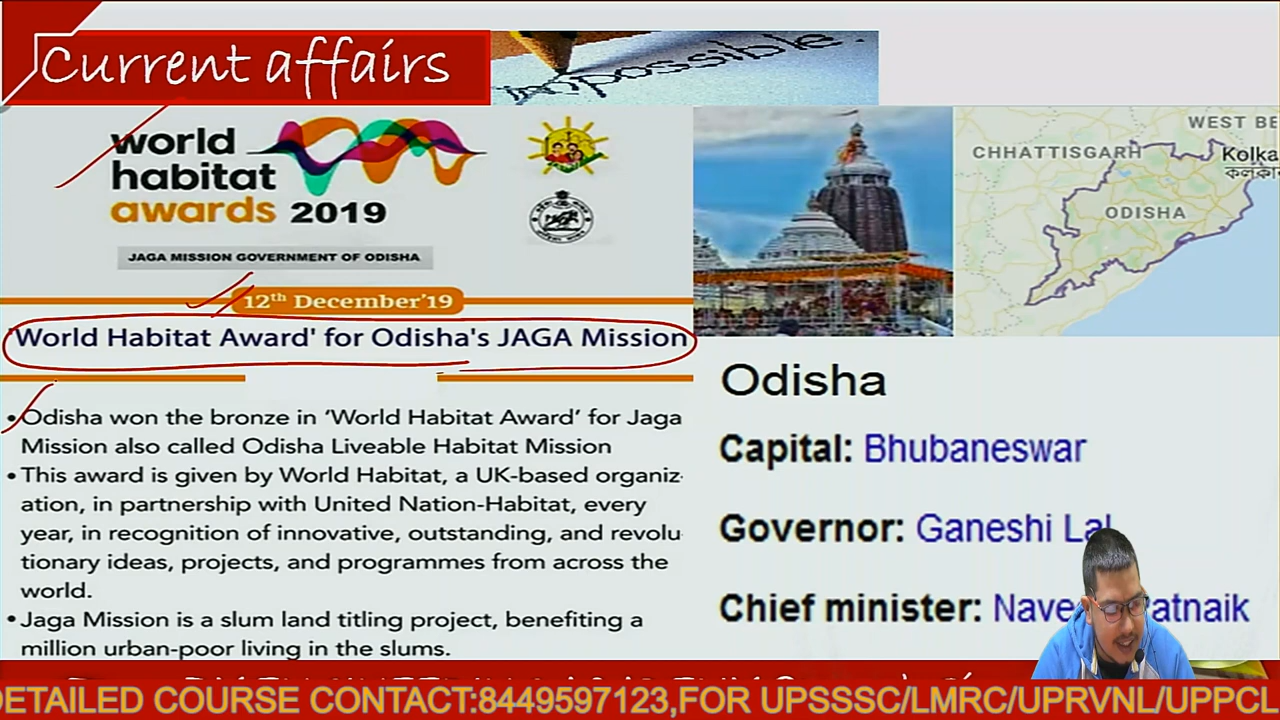 Current affairs
impossible.
world
habitat
awards 2019
JAGA MISSION GOVERNMENT OF ODISHA
12th December'19
'World Habitat Award' for Odisha's JAGA Mission
• Odisha won the bronze in ‘World Habitat Award’ for Jaga
Mission also called Odisha Liveable Habitat Mission
• This award is given by World Habitat, a UK-based organiz-
ation, in partnership with United Nation-Habitat, every
year, in recognition of innovative, outstanding, and revolu-
tionary ideas, projects, and programmes from across the
world.
• Jaga Mission is a slum land titling project, benefiting a
million urban-poor living in the slums.
WEST BE
CHHATTISGARH
Kolka
কলকা
ODISHA
Odisha
Capital: Bhubaneswar
Governor: Ganeshi Lal
Chief minister: Nave atnaik
DETAILED COURSE CONTACT:8449597123,FOR UPSSSC/LMRC/UPRVNL/UPPCL